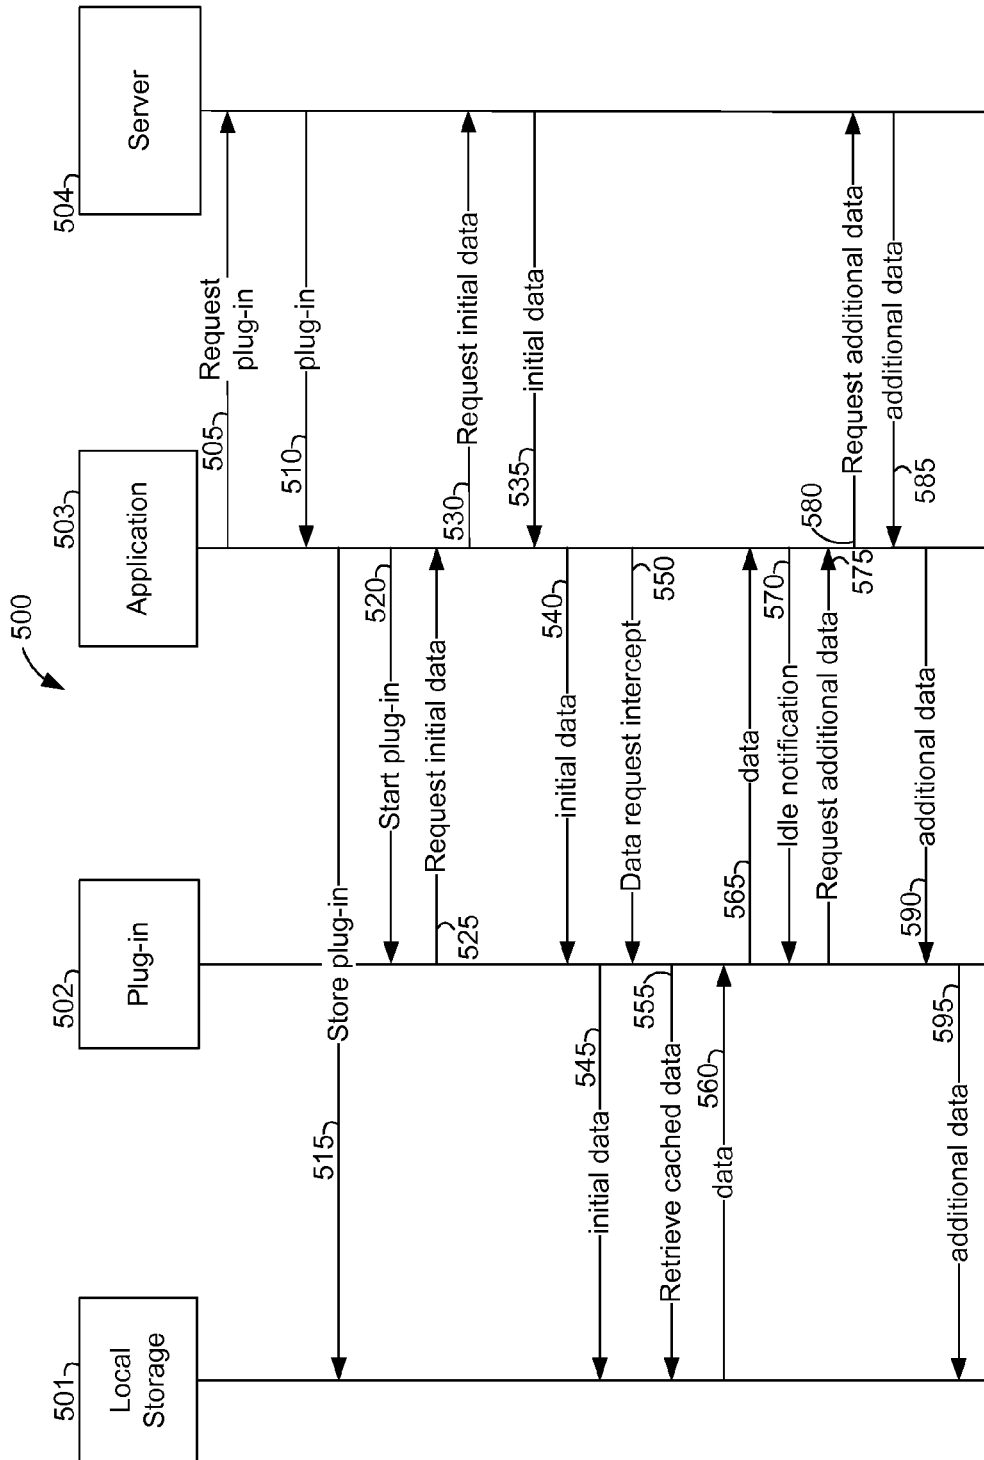 500
501
Local
Storage
502
Plug-in
503
Application
504
Server
505
Request
plug-in
510
plug-in
515
Store plug-in
520
Start plug-in
525
Request initial data
530
Request initial data
535
initial data
540
initial data
545
initial data
550
Data request intercept
555
Retrieve cached data
560
data
565
data
570
Idle notification
575
Request additional data
580
Request additional data
585
additional data
590
additional data
595
additional data